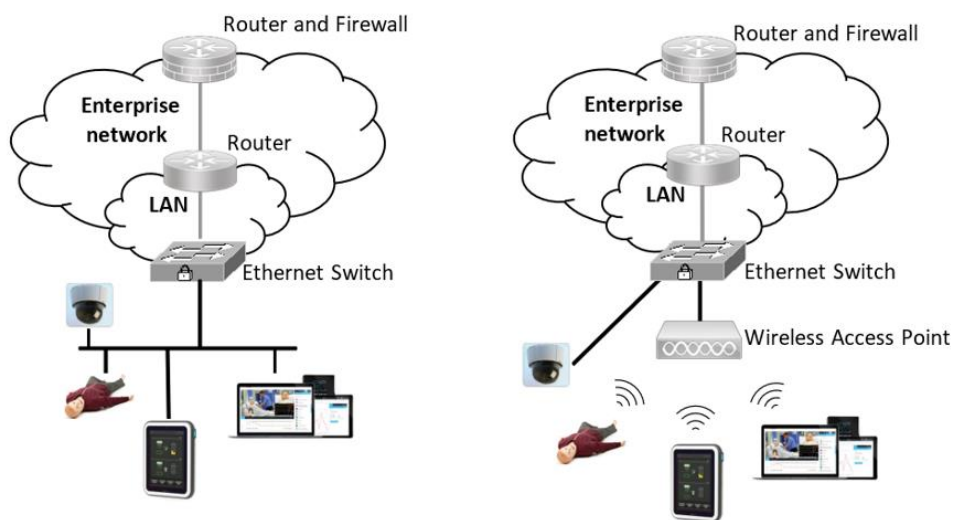 Router and Firewall
Enterprise
network
Router
LAN
Ethernet Switch
Router and Firewall
Enterprise
network
Router
LAN
Ethernet Switch
Wireless Access Point